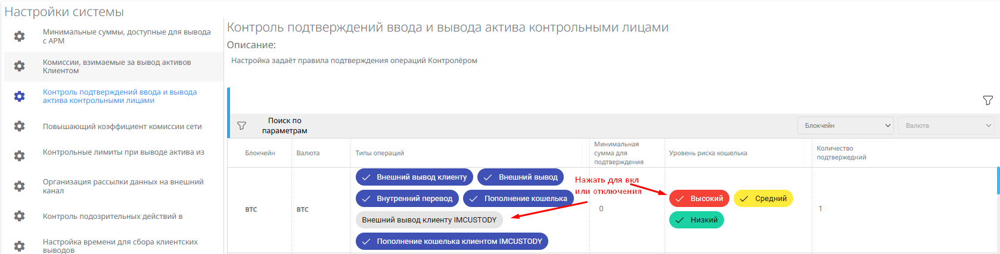 Настройки системы
Минимальные суммы, доступные для вывода
с АРМ
Комиссии, взимаемые за вывод активов
Клиентом
Контроль подтверждений ввода и вывода
актива контрольными лицами
Повышающий коэффициент комиссии сети
Контрольные лимиты при выводе актива из
Организация рассылки данных на внешний
канал
Контроль подозрительных действий в
Настройка времени для сбора клиентских
выводов
Контроль подтверждений ввода и вывода актива контрольными лицами
Описание:
Настройка задаёт правила подтверждения операций Контролёром
Поиск по
параметрам
Блокчейн
Валюта
Блокчейн
Валюта
Типы операций
Минимальная
сумма для
подтверждения
Уровень риска кошелька
Количество
подтвержедний
BTC
BTC
Внешний вывод клиенту
Внешний вывод
Внутренний перевод
Пополнение кошелька
Внешний вывод клиенту IMCUSTODY
Пополнение кошелька клиентом IMCUSTODY
Нажать для вкл
или отключения
0
Высокий
Средний
Низкий
1